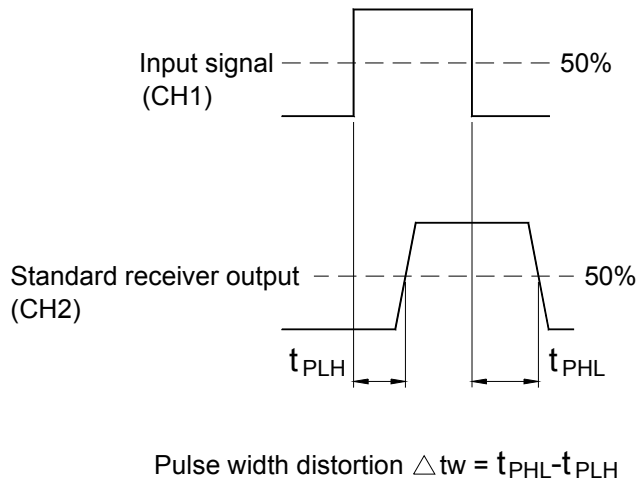 Input signal
(CH1)
50%
Standard receiver output
(CH2)
50%
tPLH
tPHL
Pulse width distortion △tw = tPHL-tPLH